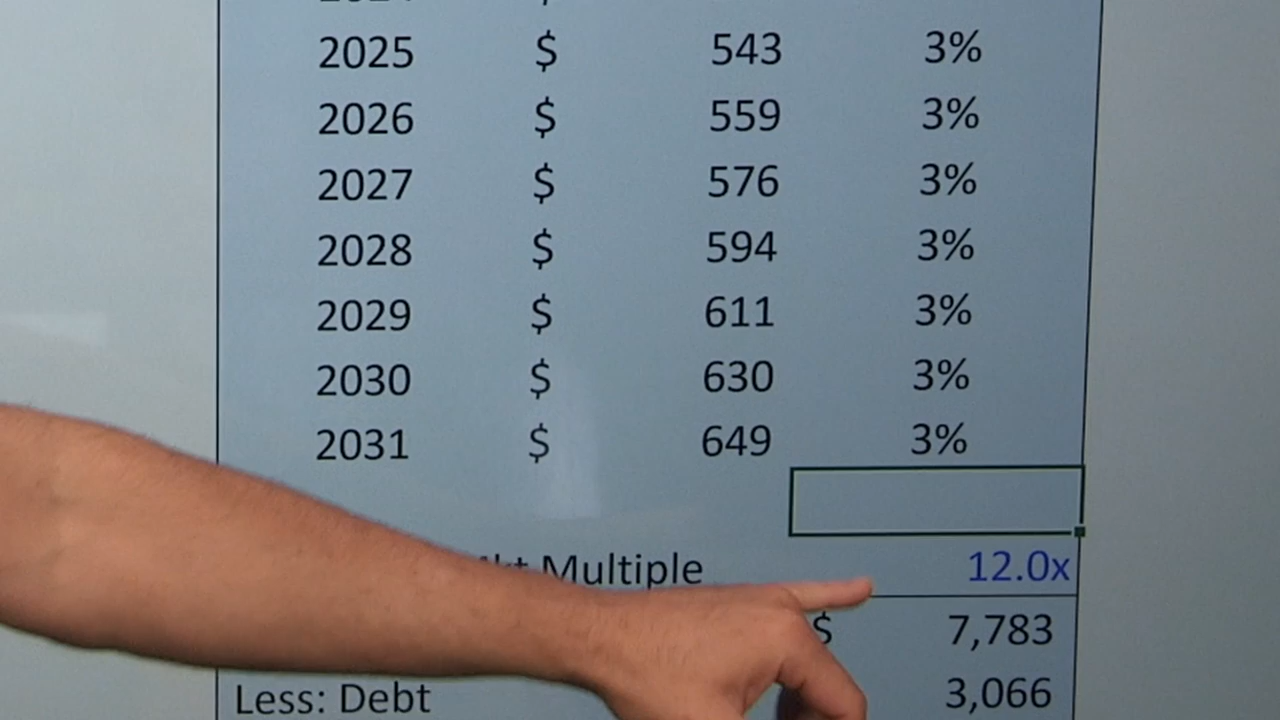 2025 $ 543 3%
2026 $ 559 3%
2027 $ 576 3%
2028 $ 594 3%
2029 $ 611 3%
2030 $ 630 3%
2031 $ 649 3%
Multiple 12.0x
$ 7,783
Less: Debt 3,066